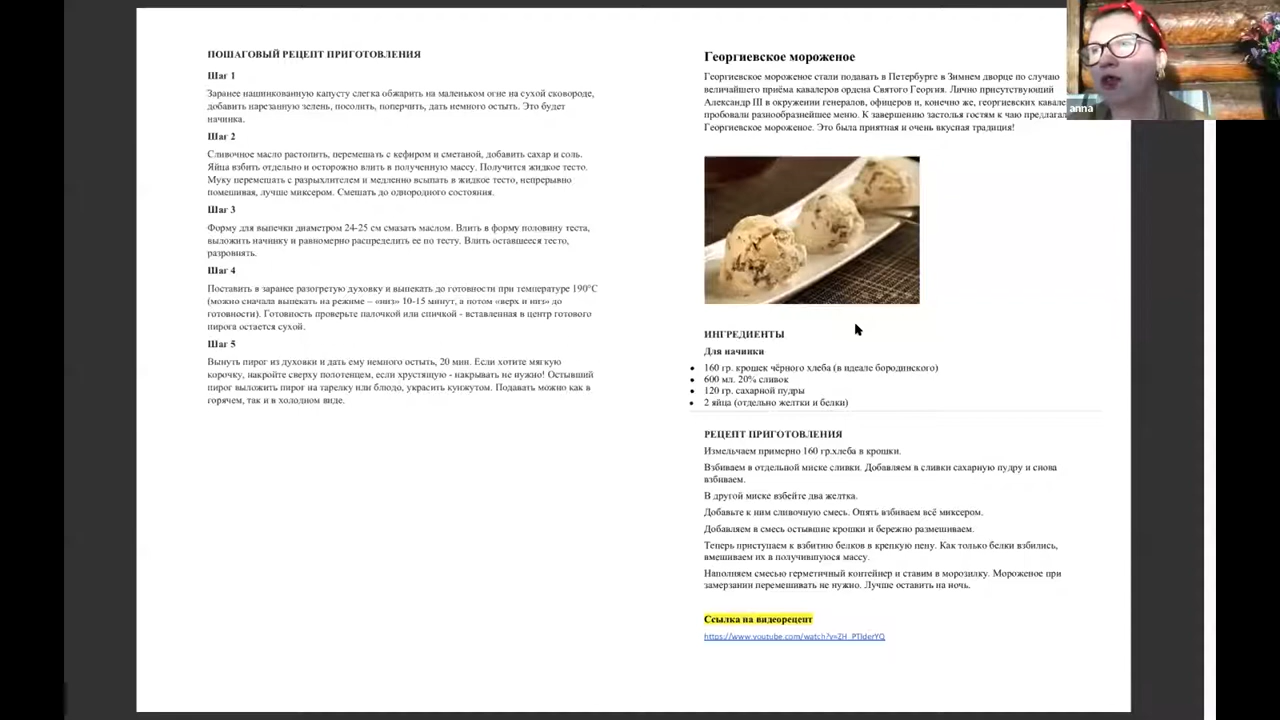 ПОШАГОВЫЙ РЕЦЕПТ ПРИГОТОВЛЕНИЯ
Шаг 1
Заранее нашинкованную капусту слегка обжарить на маленьком огне на сухой сковороде,
добавить нарезанную зелень, посолить, поперчить, дать немного остыть. Это будет
начинка.
Шаг 2
Сливочное масло растопить, перемешать с кефиром и сметаной, добавить сахар и соль.
Яйца взбить отдельно и осторожно влить в полученную массу. Получится жидкое тесто.
Муку перемешать с разрыхлителем и медленно всыпать в жидкое тесто, непрерывно
помешивая, лучше миксером. Смешать до однородного состояния.
Шаг 3
Форму для выпечки диаметром 24-25 см смазать маслом. Влить в форму половину теста,
выложить начинку и равномерно распределить ее по тесту. Влить оставшееся тесто,
разровнять.
Шаг 4
Поставить в заранее разогретую духовку и выпекать до готовности при температуре 190°С
(можно сначала выпекать на режиме – «низ» 10-15 минут, а потом «верх и низ» до
готовности). Готовность проверьте палочкой или спичкой - вставленная в центр готового
пирога остается сухой.
Шаг 5
Вынуть пирог из духовки и дать ему немного остыть, 20 мин. Если хотите мягкую
корочку, накройте сверху полотенцем, если хрустящую - накрывать не нужно! Остывший
пирог выложить пирог на тарелку или блюдо, украсить кунжутом. Подавать можно как в
горячем, так и в холодном виде.
Георгиевское мороженое
Георгиевское мороженое стали подавать в Петербурге в Зимнем дворце по случаю
величайшего приёма кавалеров ордена Святого Георгия. Лично присутствующий
Александр III в окружении генералов, офицеров и, конечно же, георгиевских кавале
пробовали разнообразнейшее меню. К завершению застолья гостям к чаю предлагал
Георгиевское мороженое. Это была приятная и очень вкусная традиция!
anna
ИНГРЕДИЕНТЫ
Для начинки
• 160 гр. крошек чёрного хлеба (в идеале бородинского)
• 600 мл. 20% сливок
• 120 гр. сахарной пудры
• 2 яйца (отдельно желтки и белки)
РЕЦЕПТ ПРИГОТОВЛЕНИЯ
Измельчаем примерно 160 гр.хлеба в крошки.
Взбиваем в отдельной миске сливки. Добавляем в сливки сахарную пудру и снова
взбиваем.
В другой миске взбейте два желтка.
Добавьте к ним сливочную смесь. Опять взбиваем всё миксером.
Добавляем в смесь остывшие крошки и бережно размешиваем.
Теперь приступаем к взбитию белков в крепкую пену. Как только белки взбились,
вмешиваем их в получившуюся массу.
Наполняем смесью герметичный контейнер и ставим в морозилку. Мороженое при
замерзании перемешивать не нужно. Лучше оставить на ночь.
Ссылка на видеорецепт
https://www.youtube.com/watch?v=ZH_PTlderYQ